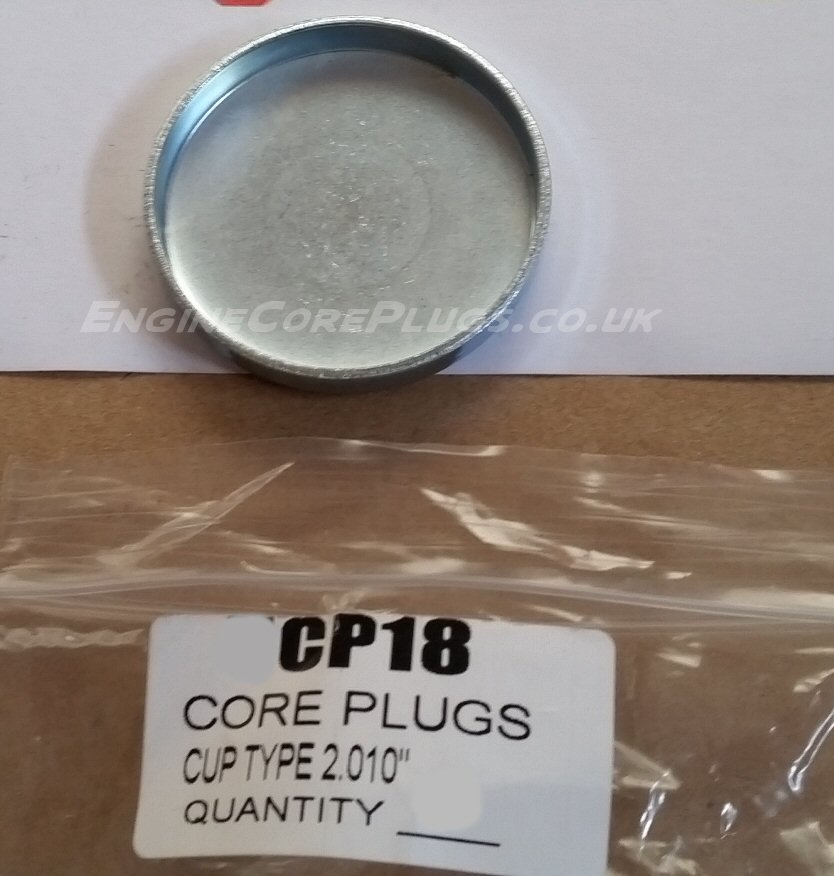 EngineCorePlugs.co.uk
CP18
CORE PLUGS
CUP TYPE 2.010"
QUANTITY